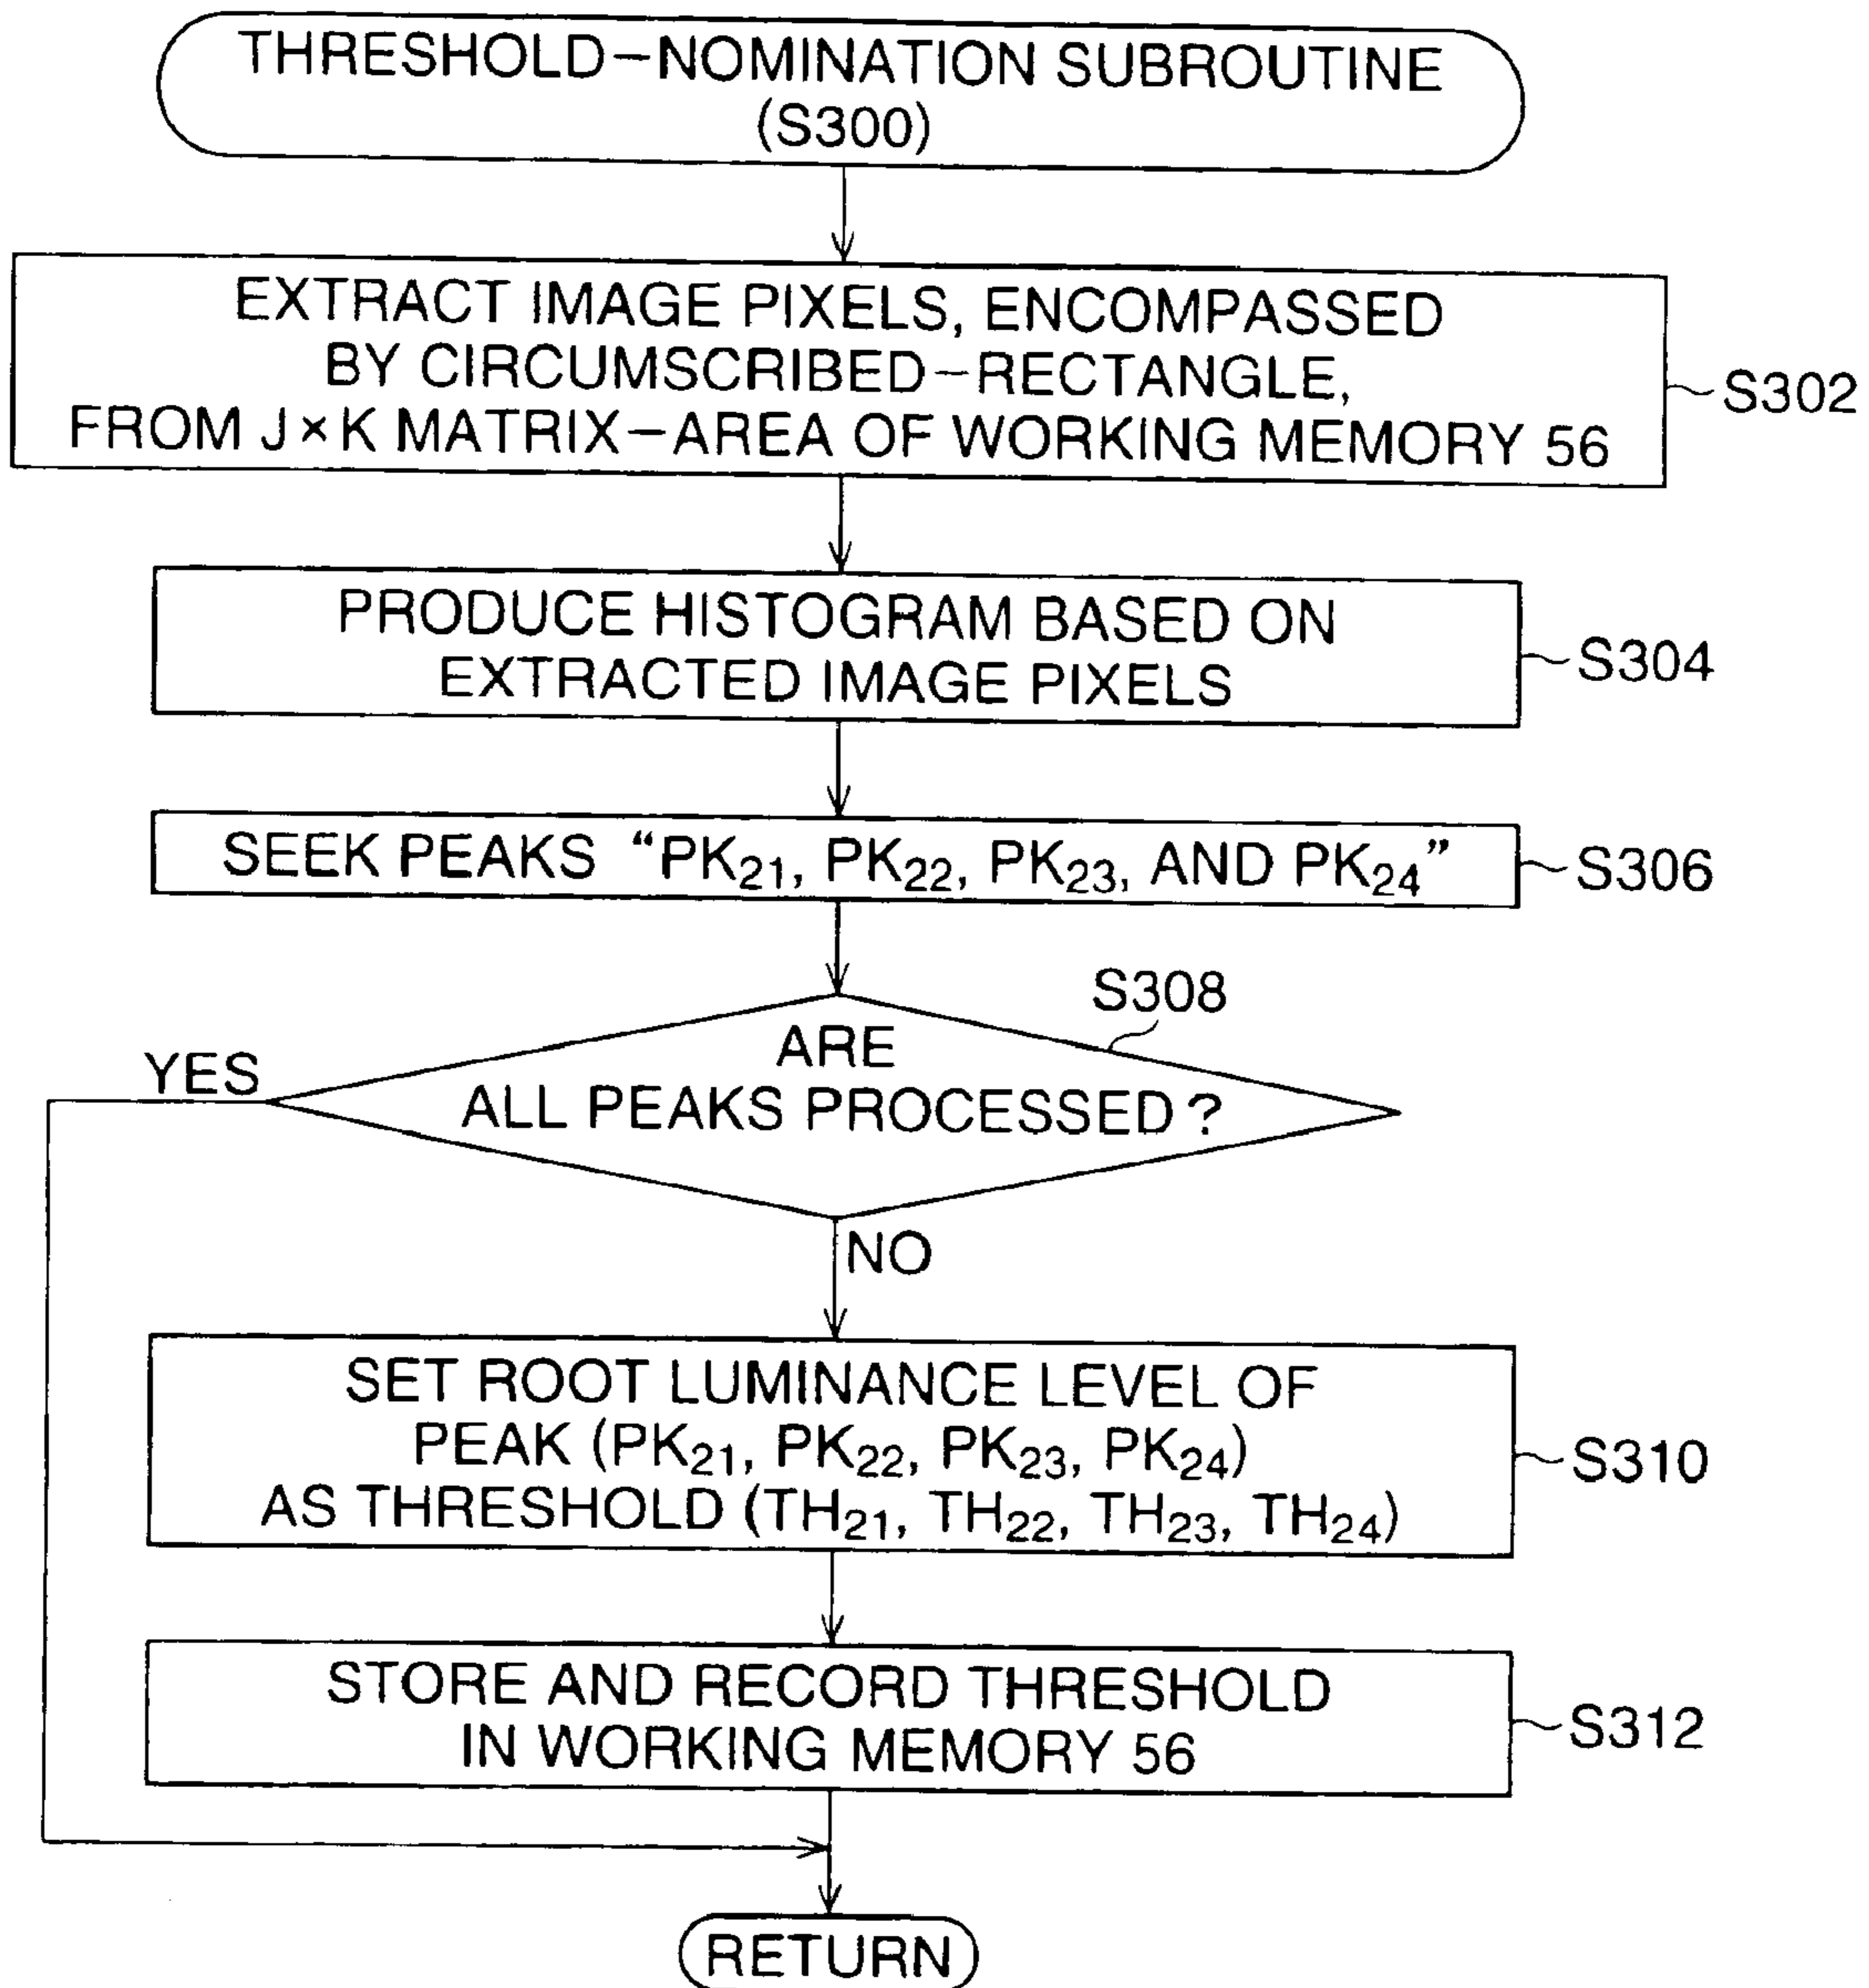 THRESHOLD-NOMINATION SUBROUTINE
(S300)
EXTRACT IMAGE PIXELS, ENCOMPASSED
BY CIRCUMSCRIBED-RECTANGLE,
FROM J×K MATRIX-AREA OF WORKING MEMORY 56
S302
PRODUCE HISTOGRAM BASED ON
EXTRACTED IMAGE PIXELS
S304
SEEK PEAKS “PK₂₁, PK₂₂, PK₂₃, AND PK₂₄”
S306
S308
ARE
ALL PEAKS PROCESSED?
YES
NO
SET ROOT LUMINANCE LEVEL OF
PEAK (PK₂₁, PK₂₂, PK₂₃, PK₂₄)
AS THRESHOLD (TH₂₁, TH₂₂, TH₂₃, TH₂₄)
S310
STORE AND RECORD THRESHOLD
IN WORKING MEMORY 56
S312
RETURN